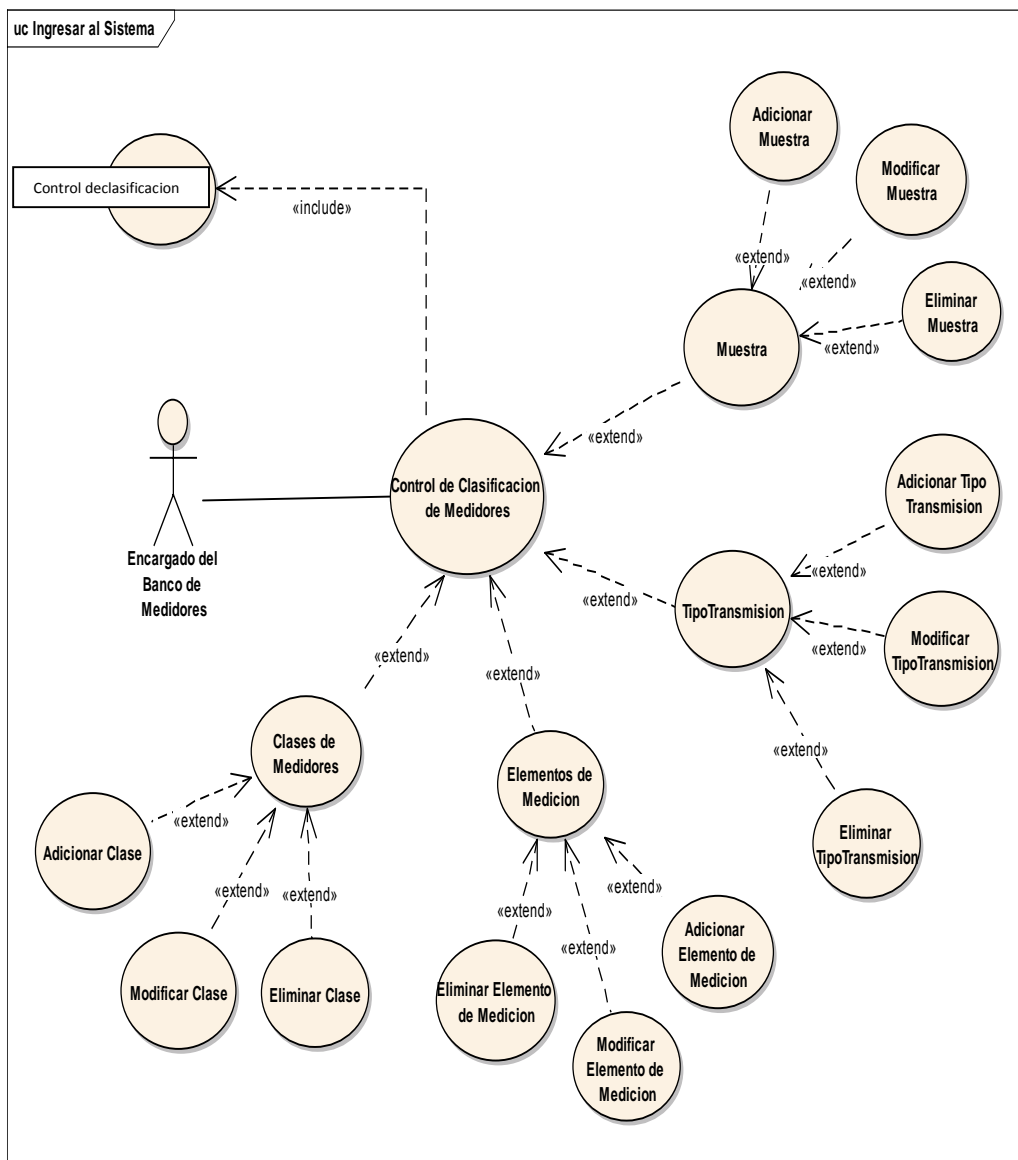 uc Ingresar al Sistema
Control declasificacion
«include»
Adicionar
Muestra
Modificar
Muestra
«extend»
«extend»
Eliminar
Muestra
«extend»
Muestra
«extend»
Control de Clasificacion
de Medidores
Encargado del
Banco de
Medidores
Adicionar Tipo
Transmision
«extend»
TipoTransmision
«extend»
Modificar
TipoTransmision
«extend»
«extend»
Eliminar
TipoTransmision
«extend»
«extend»
Clases de
Medidores
Elementos de
Medicion
Adicionar Clase
«extend»
«extend»
«extend»
Modificar Clase
Eliminar Clase
«extend»
«extend»
«extend»
Eliminar Elemento
de Medicion
Adicionar
Elemento de
Medicion
Modificar
Elemento de
Medicion